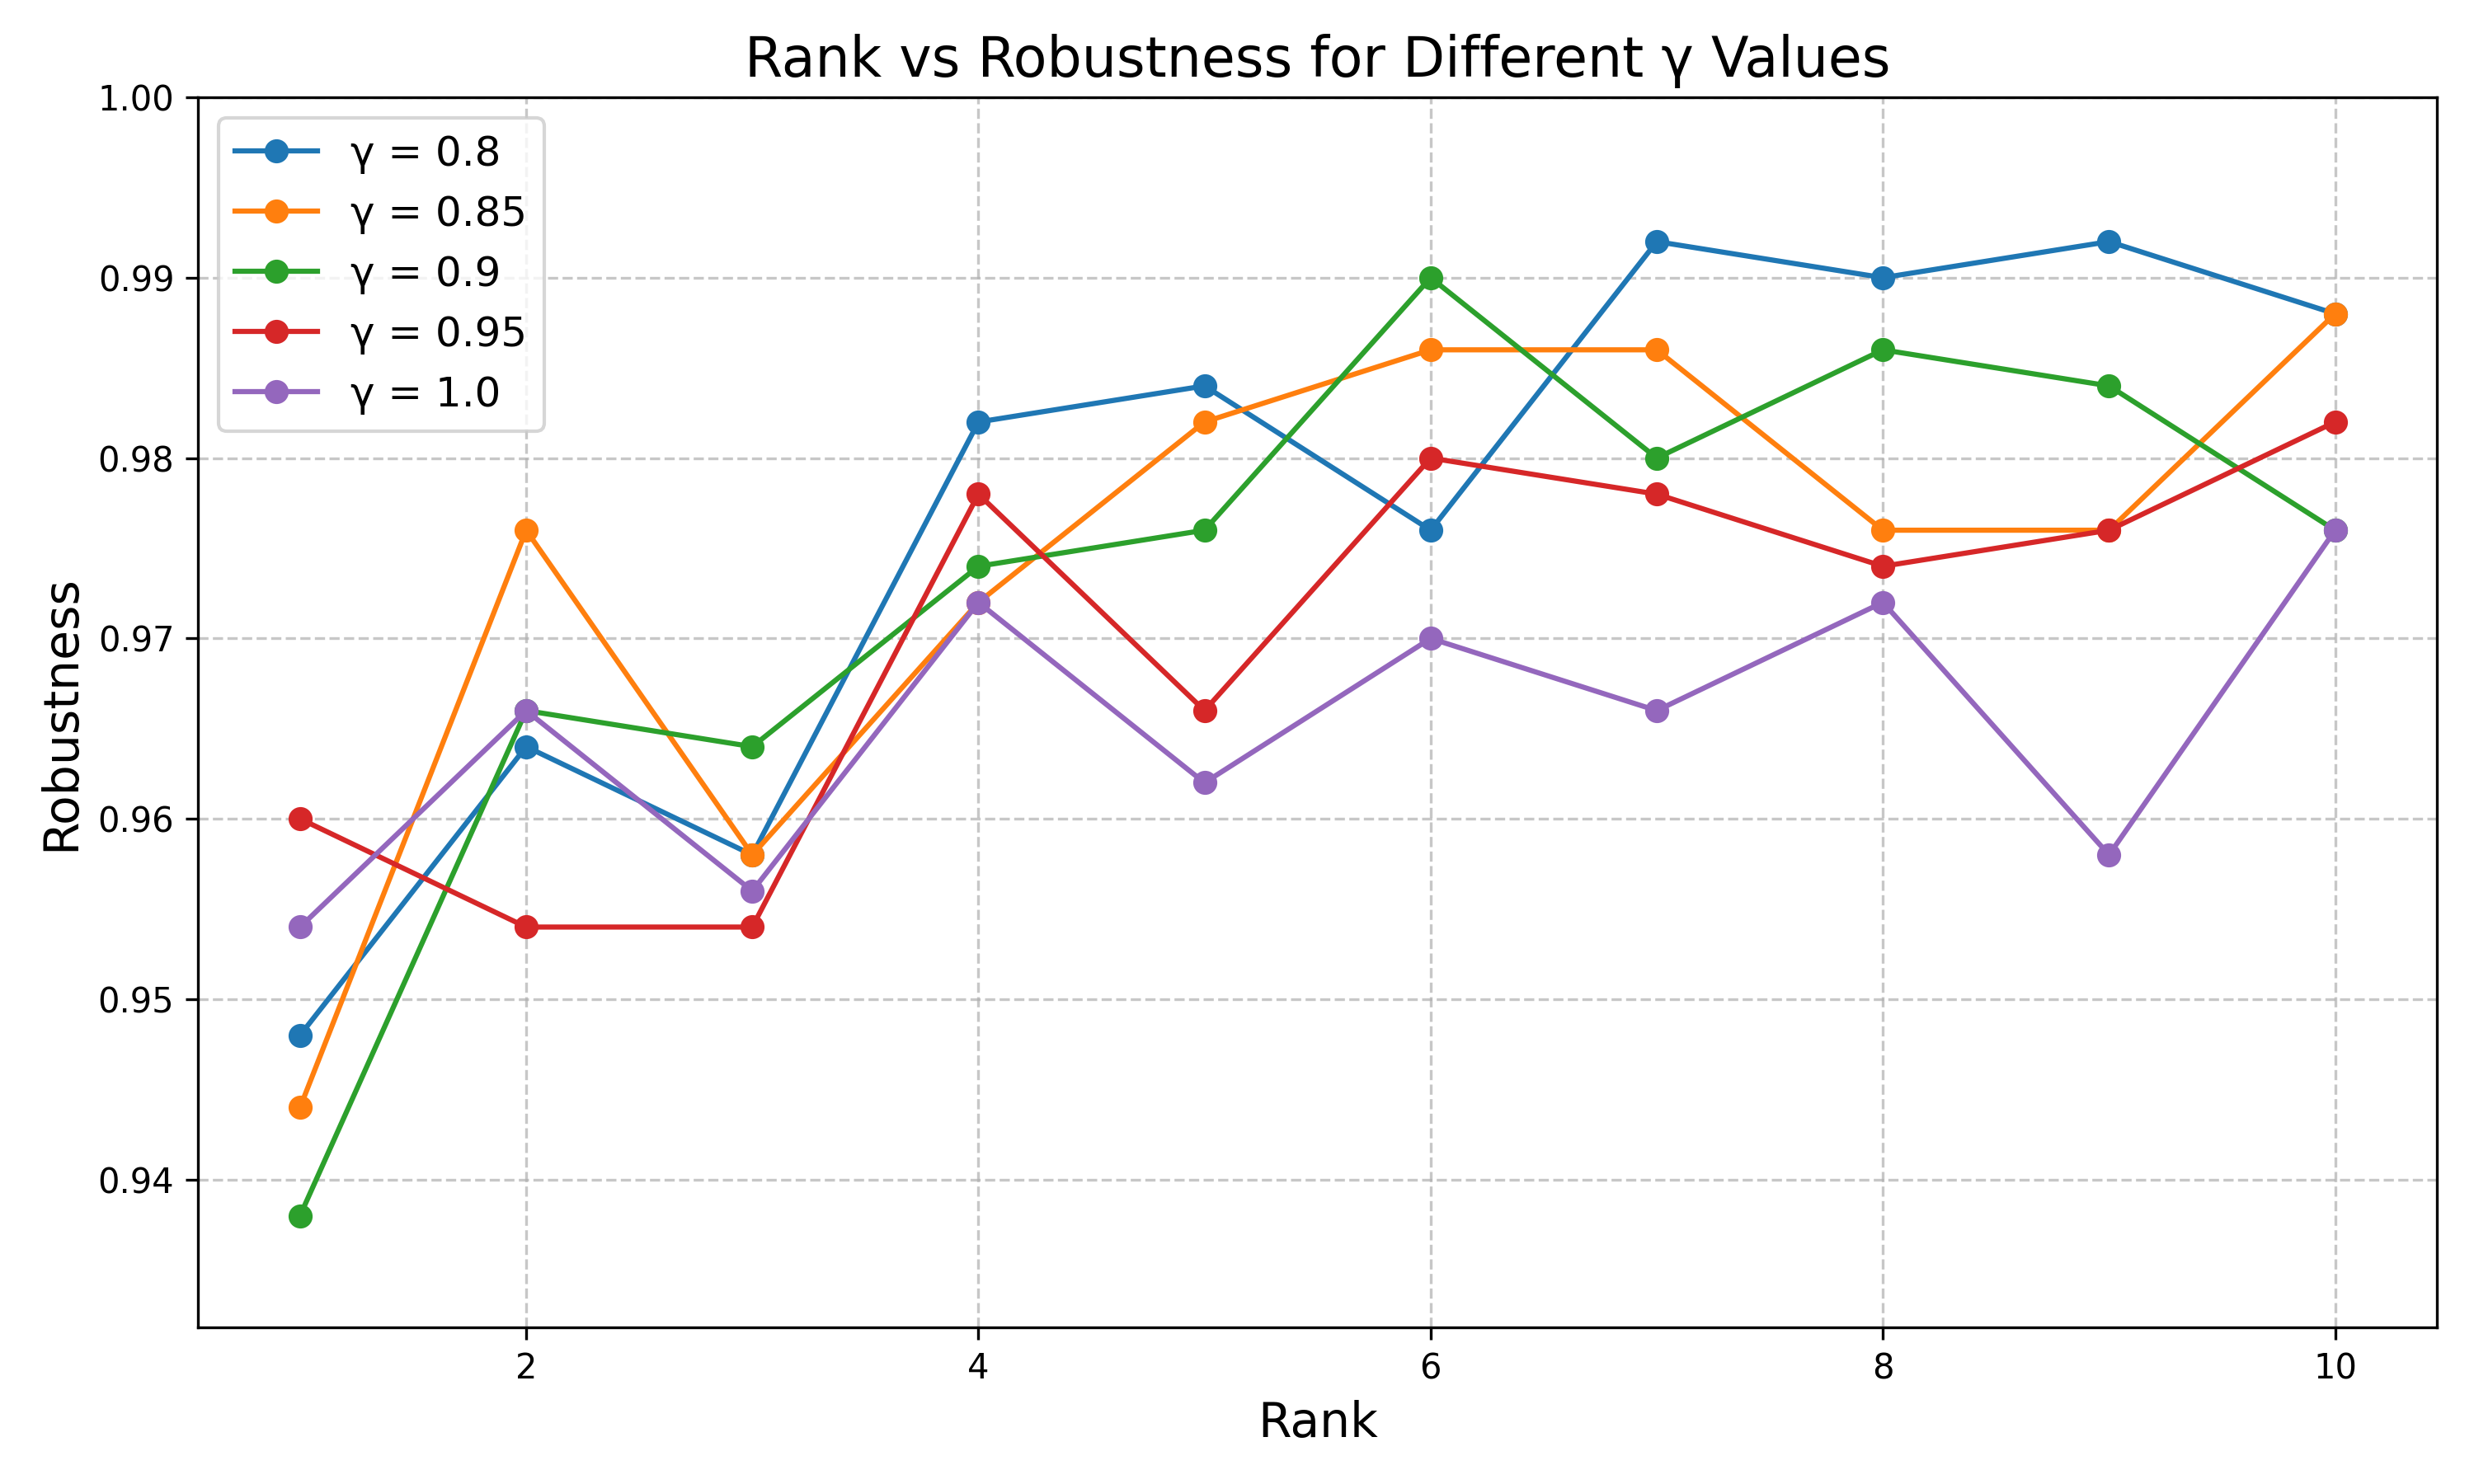 Rank vs Robustness for Different γ Values
1.00
0.99
0.98
0.97
0.96
0.95
0.94
Robustness
γ = 0.8
γ = 0.85
γ = 0.9
γ = 0.95
γ = 1.0
2 4 6 8 10
Rank